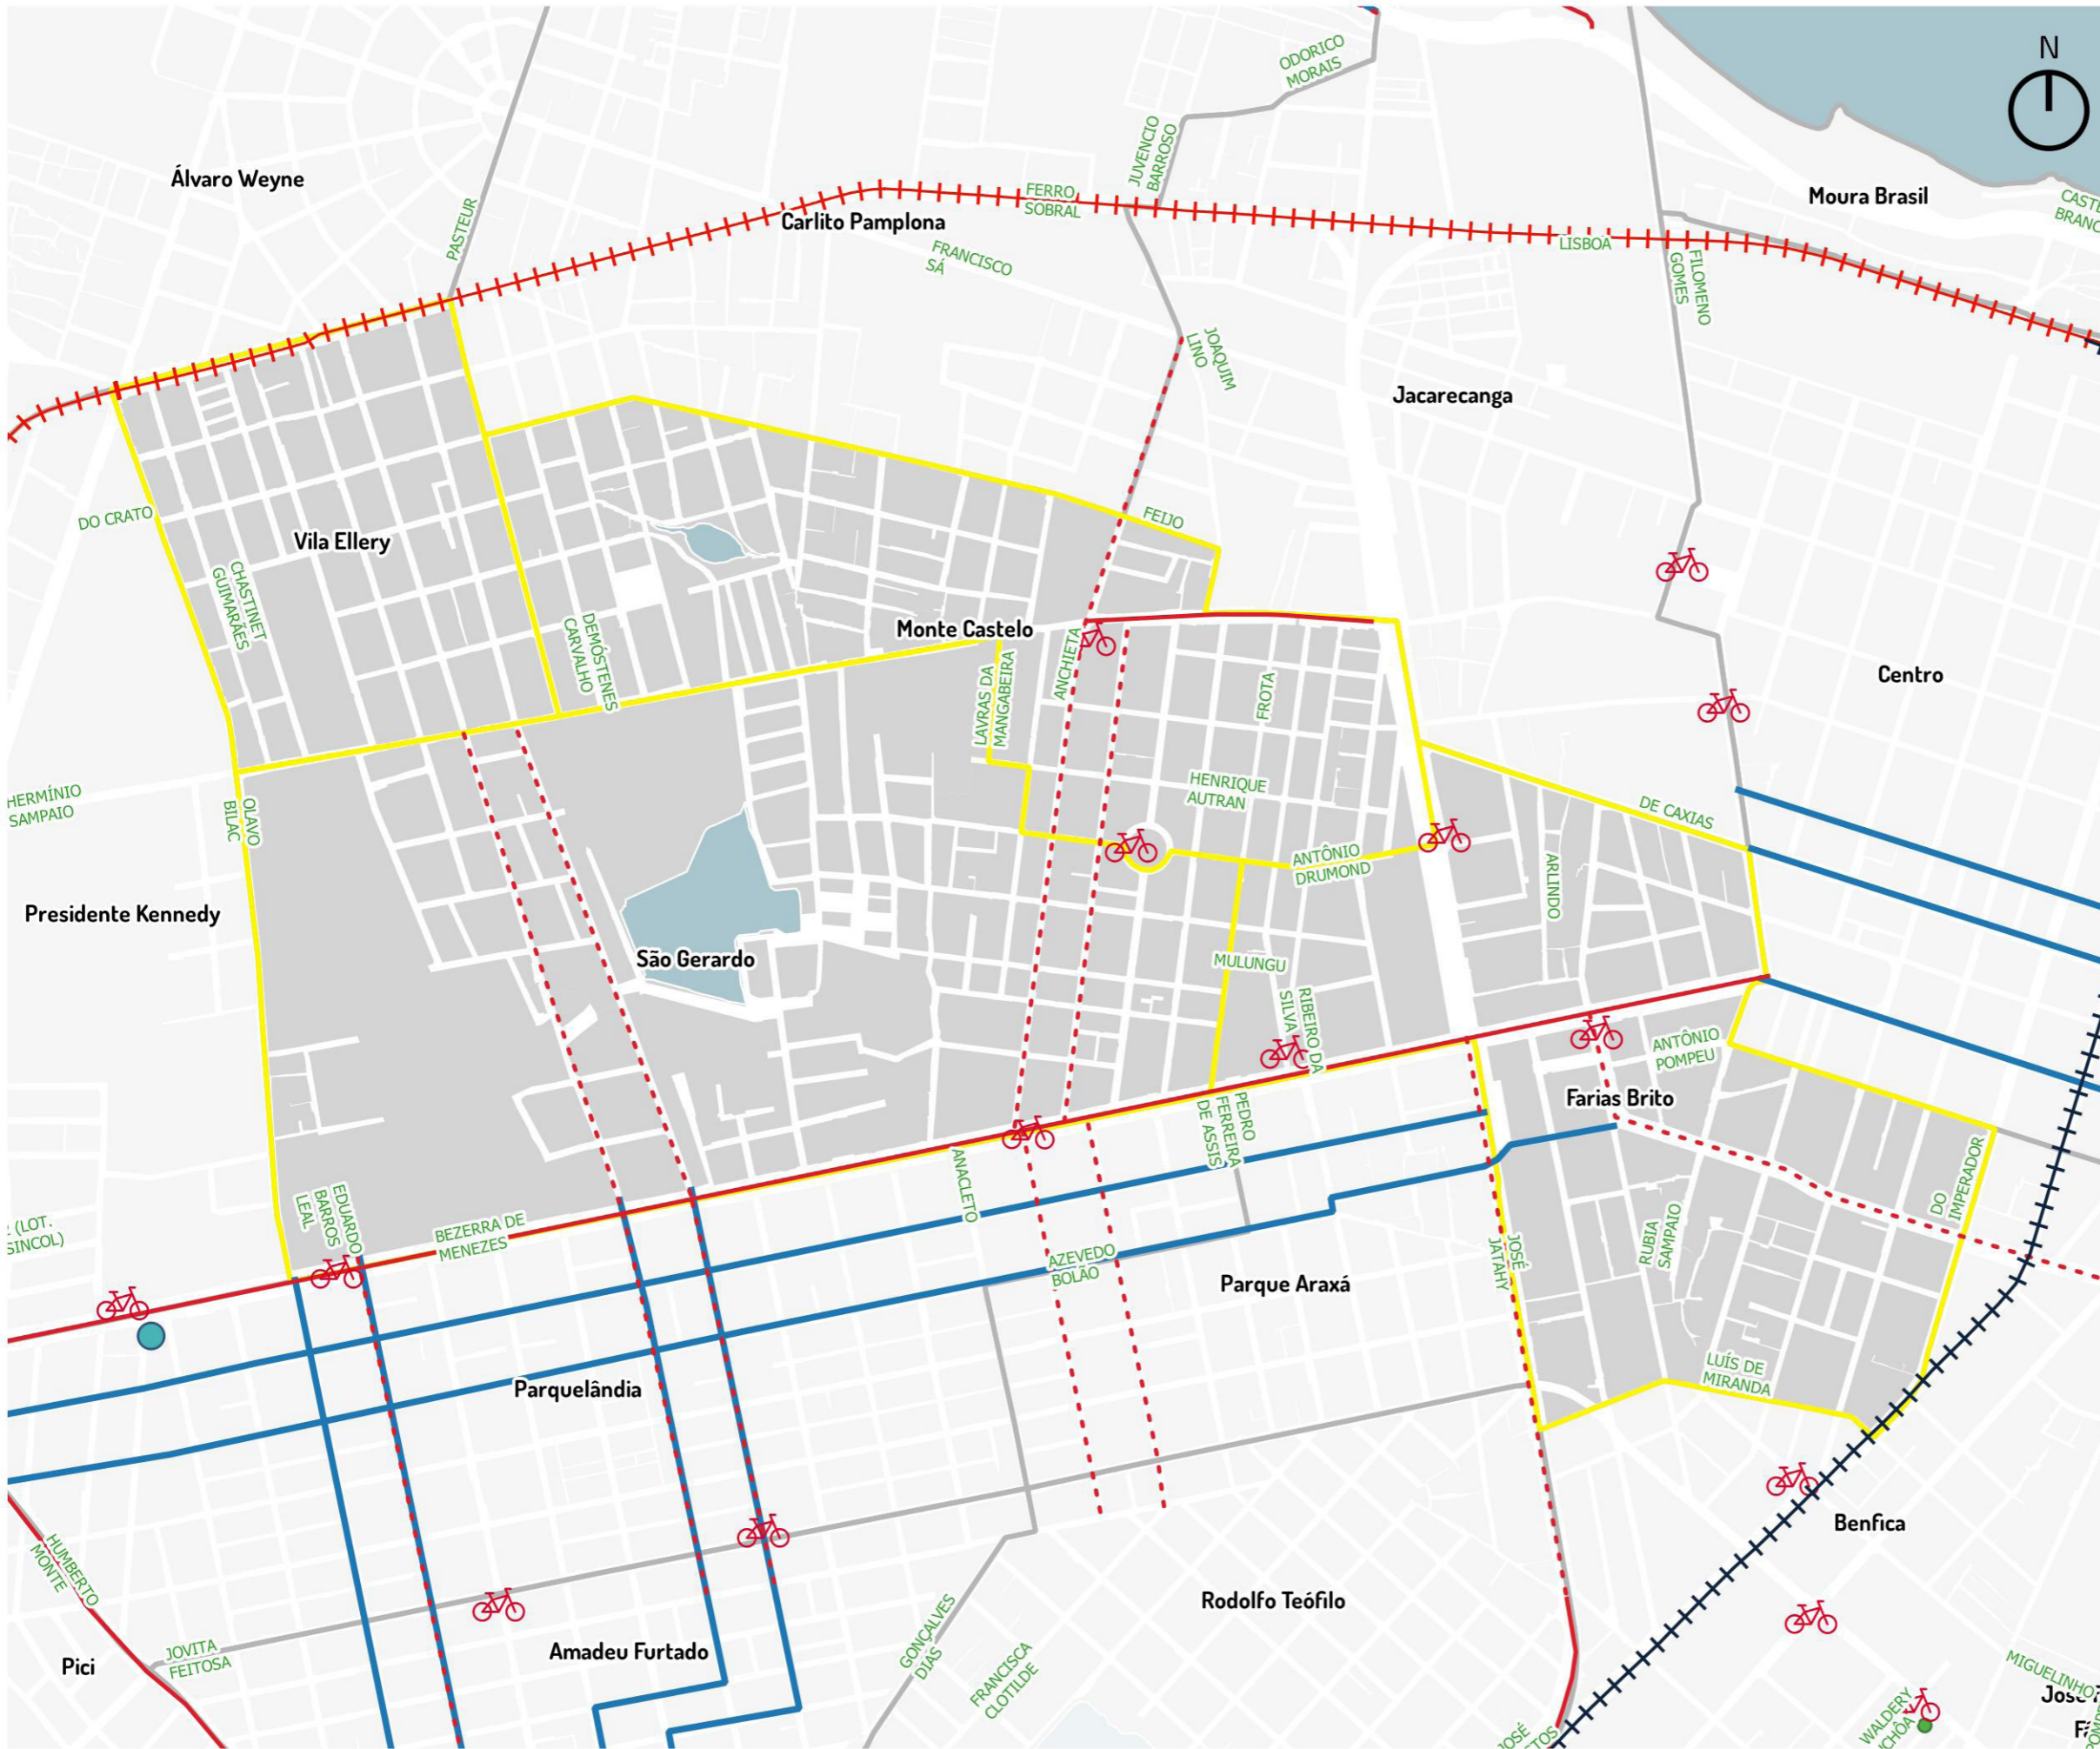 N
ODORICO
MORAIS
JUVENCIO
BARROSO
Álvaro Weyne
Moura Brasil
FERRO
SOBRAL
PASTEUR
Carlito Pamplona
LISBOA
FRANCISCO
SÁ
FILOMENO
GOMES
JOAQUIM
LINO
Jacarecanga
DO CRATO
FEIJO
Vila Ellery
CHASTINET
GUIMARÃES
DEMÓSTENES
CARVALHO
Monte Castelo
ANCHIETA
LAVRAS DA
MANGABEIRA
FROTA
Centro
HERMÍNIO
SAMPAIO
OLAVO
BILAC
HENRIQUE
AUTRAN
DE CAXIAS
ANTÔNIO
DRUMOND
ARLINDO
Presidente Kennedy
São Gerardo
MULUNGU
RIBEIRO DA
SILVA
ANTÔNIO
POMPEU
Farias Brito
PEDRO
FERREIRA
DE ASSIS
ANACLETO
DO
IMPERADOR
EDUARDO
BARROS
LEAL
BEZERRA DE
MENEZES
(LOT.
SINCOL)
RUBIA
SAMPAIO
JOSÉ
JATAHY
AZEVEDO
BOLÃO
Parque Araxá
Parquelândia
LUÍS DE
MIRANDA
HUMBERTO
MONTE
Benfica
Rodolfo Teófilo
GONÇALVES
DIAS
FRANCISCA
CLOTILDE
JOVITA
FEITOSA
Amadeu Furtado
Pici
MIGUELINHO
WALDERY
JOSÉ